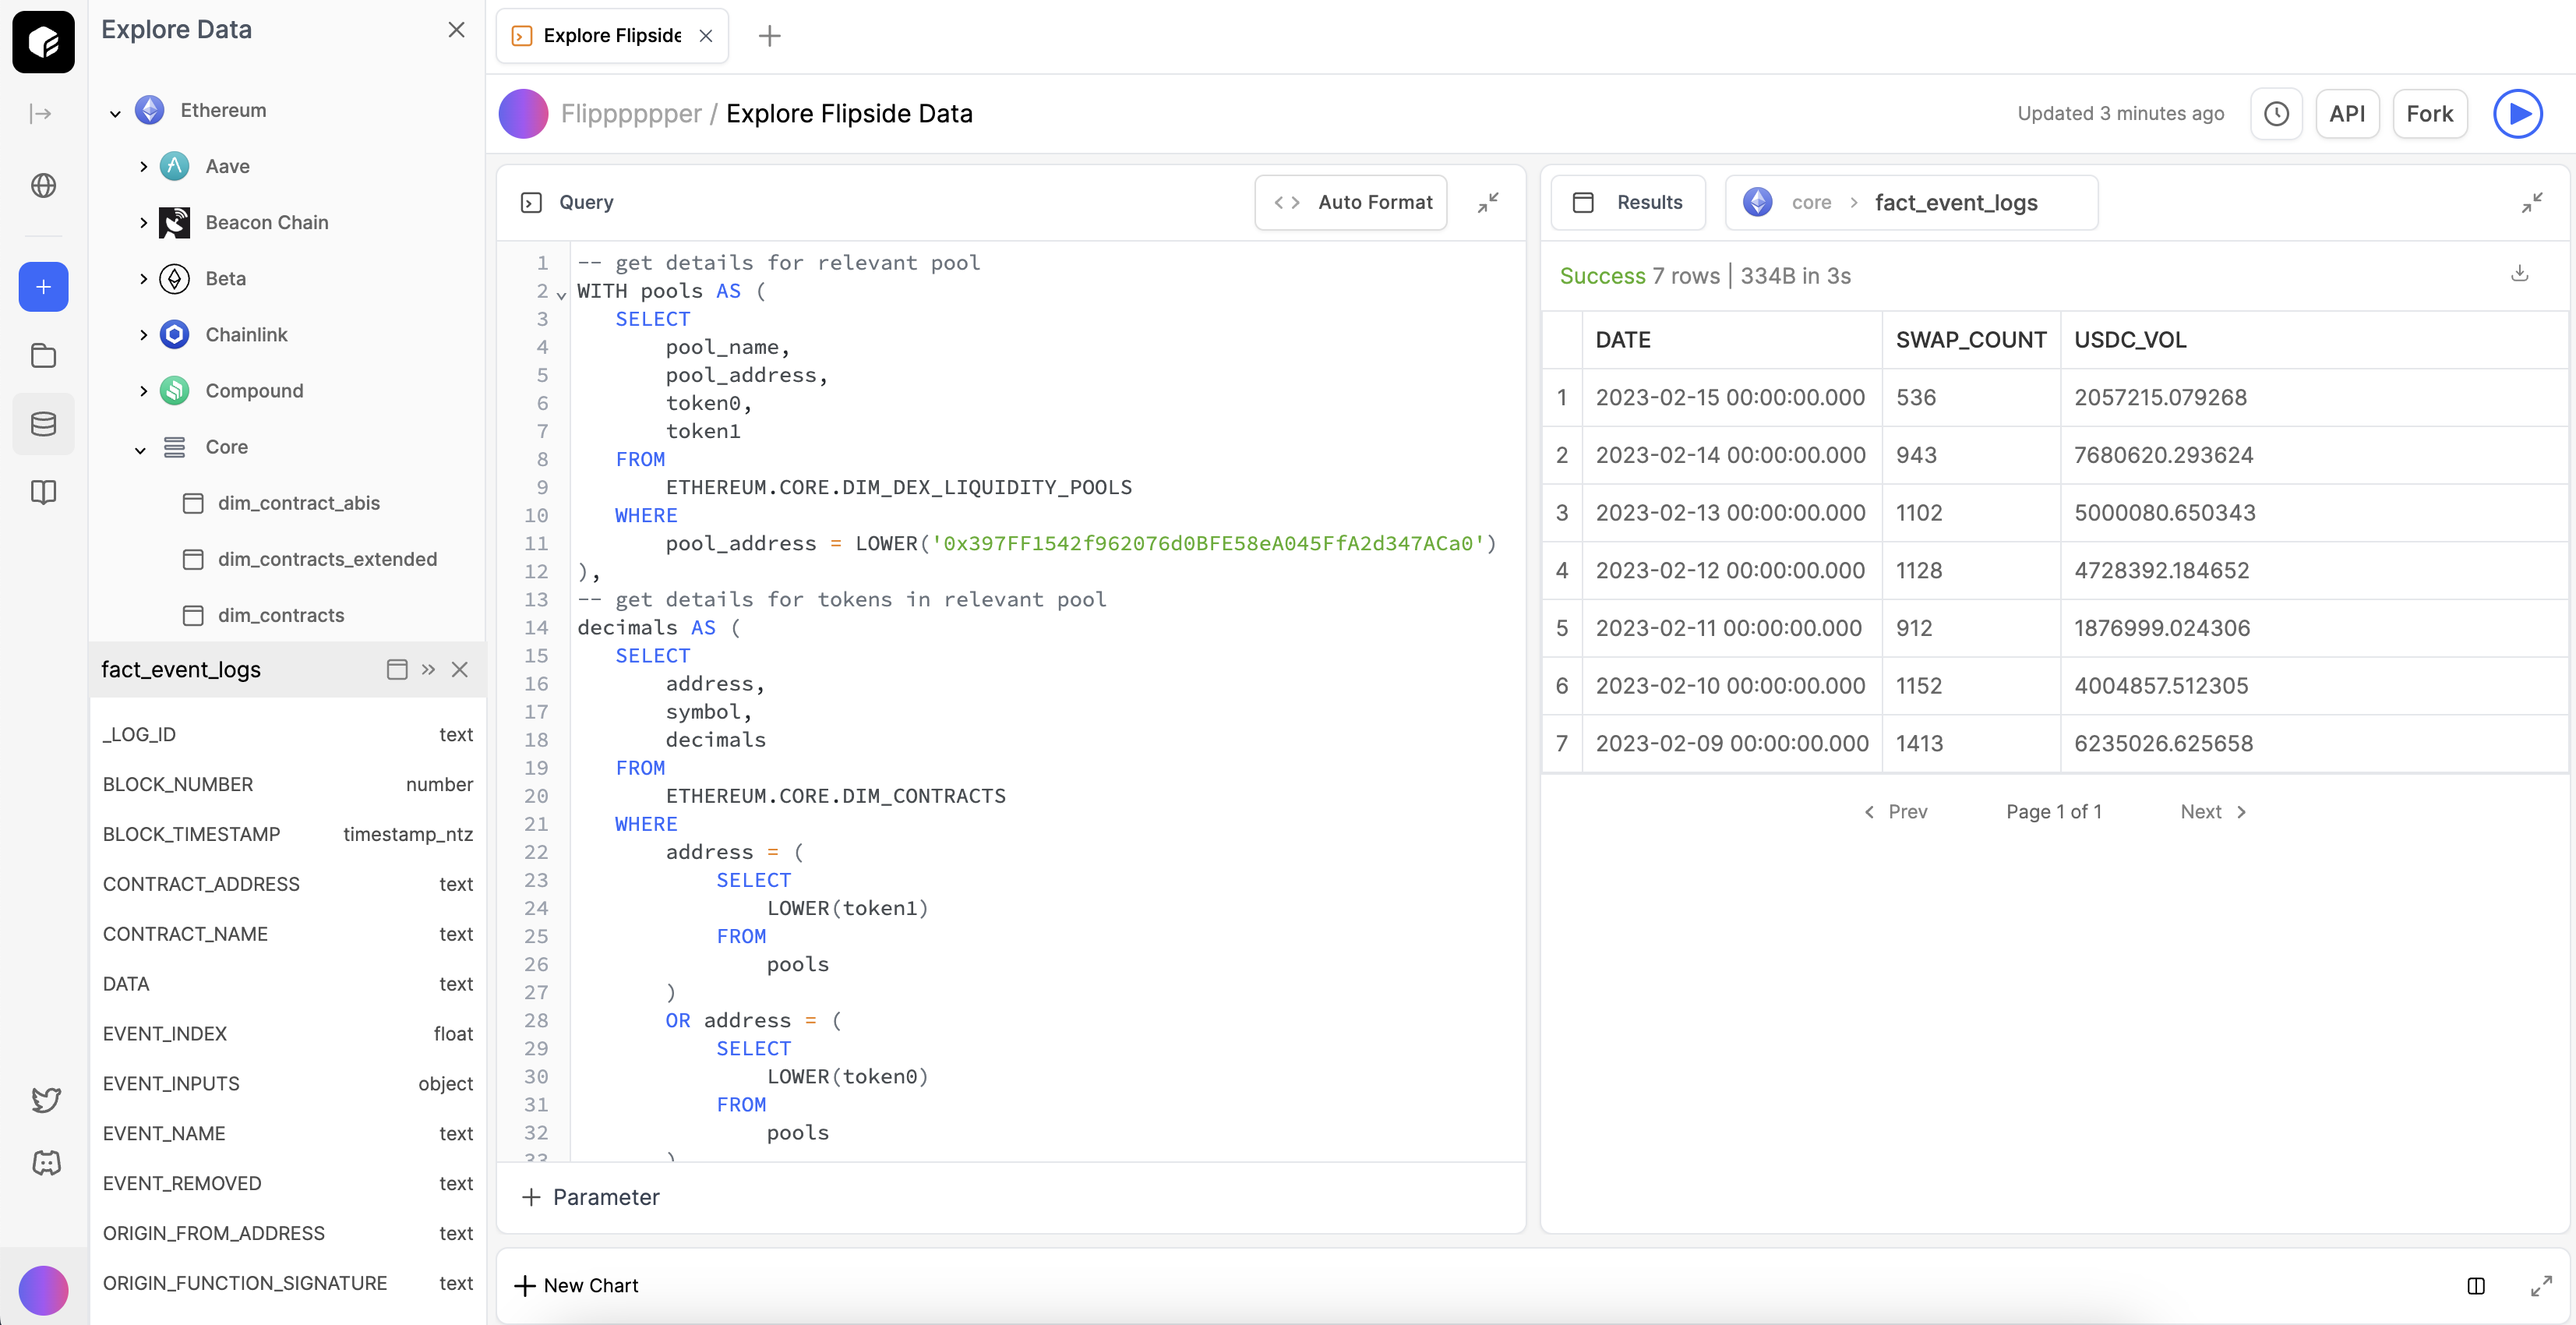 Explore Data
Ethereum
Aave
Beacon Chain
Beta
Chainlink
Compound
Core
dim_contract_abis
dim_contracts_extended
dim_contracts
fact_event_logs
_LOG_ID text
BLOCK_NUMBER number
BLOCK_TIMESTAMP timestamp_ntz
CONTRACT_ADDRESS text
CONTRACT_NAME text
DATA text
EVENT_INDEX float
EVENT_INPUTS object
EVENT_NAME text
EVENT_REMOVED text
ORIGIN_FROM_ADDRESS text
ORIGIN_FUNCTION_SIGNATURE text
Explore Flipside
Flipppppper / Explore Flipside Data
Updated 3 minutes ago
API
Fork
Query
<> Auto Format
1 -- get details for relevant pool
2 WITH pools AS (
3 SELECT
4 pool_name,
5 pool_address,
6 token0,
7 token1
8 FROM
9 ETHEREUM.CORE.DIM_DEX_LIQUIDITY_POOLS
10 WHERE
11 pool_address = LOWER('0x397FF1542f962076d0BFE58eA045FfA2d347ACa0')
12 ),
13 -- get details for tokens in relevant pool
14 decimals AS (
15 SELECT
16 address,
17 symbol,
18 decimals
19 FROM
20 ETHEREUM.CORE.DIM_CONTRACTS
21 WHERE
22 address = (
23 SELECT
24 LOWER(token1)
25 FROM
26 pools
27 )
28 OR address = (
29 SELECT
30 LOWER(token0)
31 FROM
32 pools
33 )
+ Parameter
Results
core > fact_event_logs
Success 7 rows | 334B in 3s
DATE SWAP_COUNT USDC_VOL
1 2023-02-15 00:00:00.000 536 2057215.079268
2 2023-02-14 00:00:00.000 943 7680620.293624
3 2023-02-13 00:00:00.000 1102 5000080.650343
4 2023-02-12 00:00:00.000 1128 4728392.184652
5 2023-02-11 00:00:00.000 912 1876999.024306
6 2023-02-10 00:00:00.000 1152 4004857.512305
7 2023-02-09 00:00:00.000 1413 6235026.625658
< Prev Page 1 of 1 Next >
+ New Chart